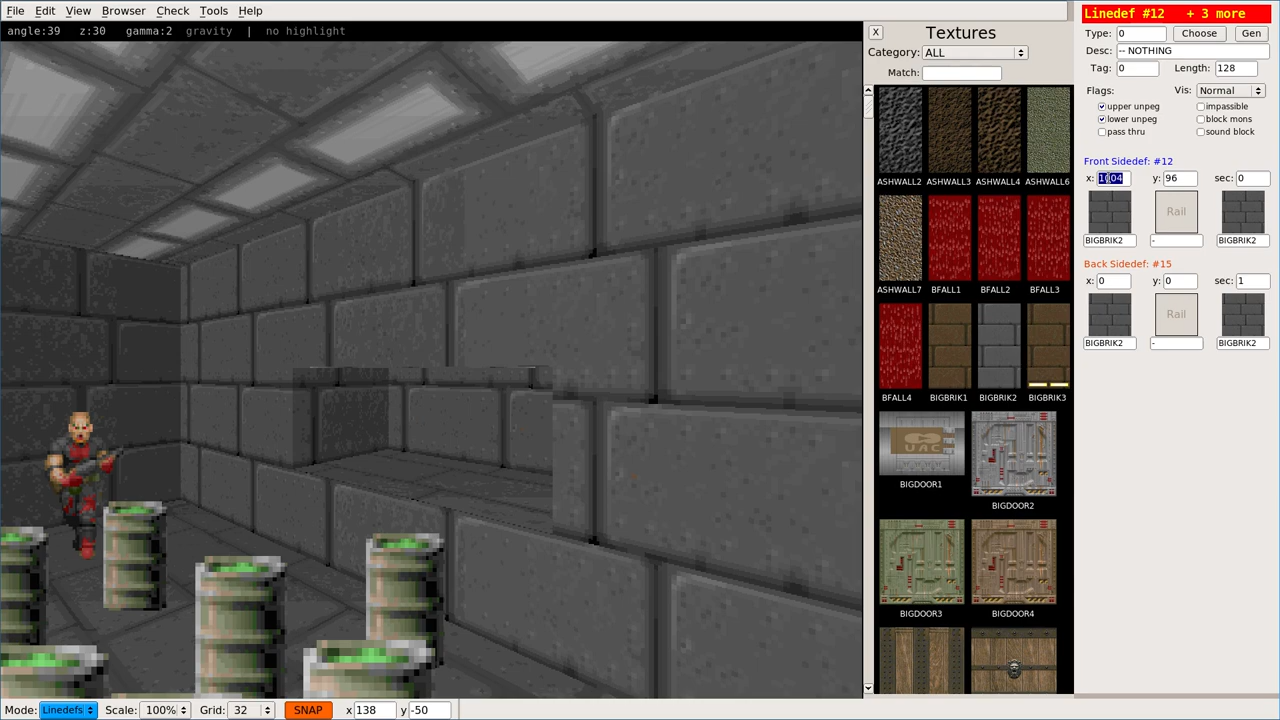 File Edit View Browser Check Tools Help
angle:39 z:30 gamma:2 gravity | no highlight
X Textures
Category: ALL
Match:
ASHWALL2 ASHWALL3 ASHWALL4 ASHWALL6
ASHWALL7 BFALL1 BFALL2 BFALL3
BFALL4 BIGBRIK1 BIGBRIK2 BIGBRIK3
UAC
BIGDOOR1
BIGDOOR2
BIGDOOR3 BIGDOOR4
Linedef #12 + 3 more
Type: 0 Choose Gen
Desc: -- NOTHING
Tag: 0 Length: 128
Flags: Vis: Normal
upper unpeg impassible
lower unpeg block mons
pass thru sound block
Front Sidedef: #12
x: 1004 y: 96 sec: 0
Rail
BIGBRIK2 - BIGBRIK2
Back Sidedef: #15
x: 0 y: 0 sec: 1
Rail
BIGBRIK2 - BIGBRIK2
Mode: Linedefs Scale: 100% Grid: 32 SNAP x 138 y -50